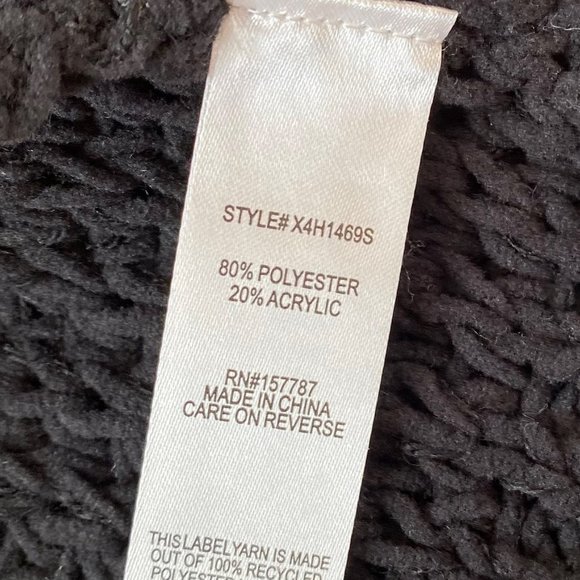 STYLE# X4H1469S
80% POLYESTER
20% ACRYLIC
RN#157787
MADE IN CHINA
CARE ON REVERSE
THIS LABEL YARN IS MADE
OUT OF 100% RECYCLED
POLYESTER